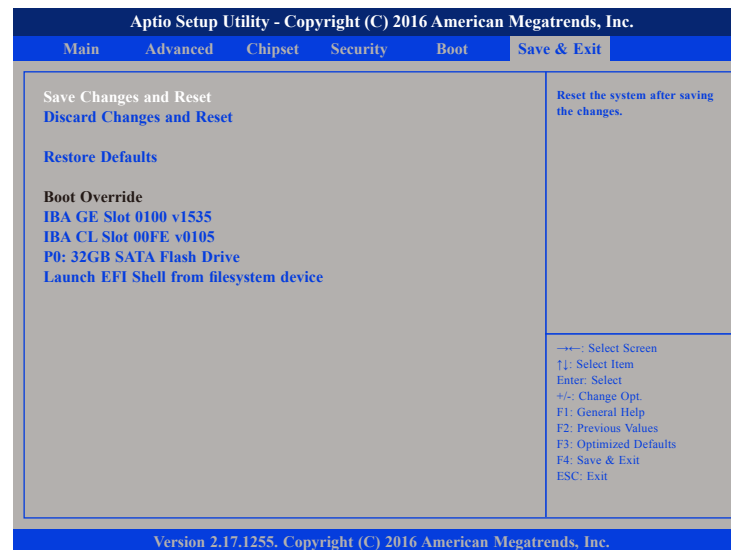 Aptio Setup Utility - Copyright (C) 2016 American Megatrends, Inc.
Main Advanced Chipset Security Boot Save & Exit
Save Changes and Reset
Discard Changes and Reset
Restore Defaults
Boot Override
IBA GE Slot 0100 v1535
IBA CL Slot 00FE v0105
P0: 32GB SATA Flash Drive
Launch EFI Shell from filesystem device
Reset the system after saving
the changes.
→←: Select Screen
↑↓: Select Item
Enter: Select
+/-: Change Opt.
F1: General Help
F2: Previous Values
F3: Optimized Defaults
F4: Save & Exit
ESC: Exit
Version 2.17.1255. Copyright (C) 2016 American Megatrends, Inc.